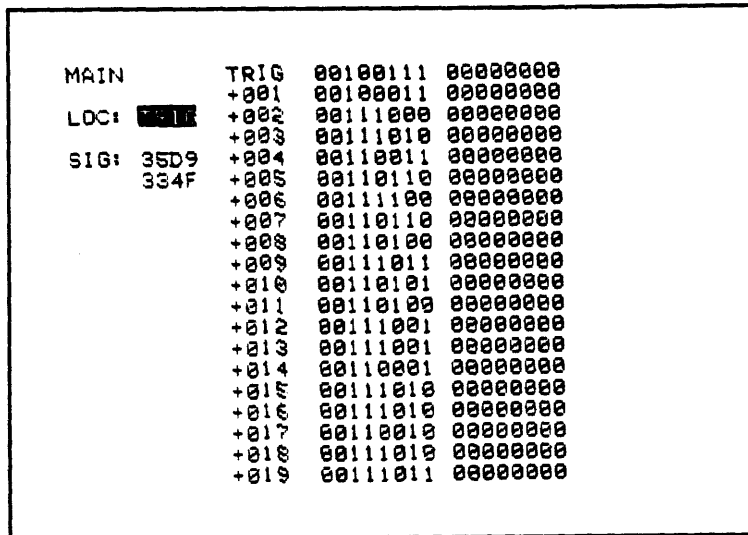 MAIN TRIG 00100111 00000000
+001 00100011 00000000
LOC: TRIG +002 00111000 00000000
+003 00111010 00000000
SIG: 35D9 +004 00110011 00000000
334F +005 00110110 00000000
+006 00111100 00000000
+007 00110110 00000000
+008 00110100 00000000
+009 00111011 00000000
+010 00110101 00000000
+011 00110100 00000000
+012 00111001 00000000
+013 00111001 00000000
+014 00110001 00000000
+015 00111010 00000000
+016 00111010 00000000
+017 00110010 00000000
+018 00111010 00000000
+019 00111011 00000000